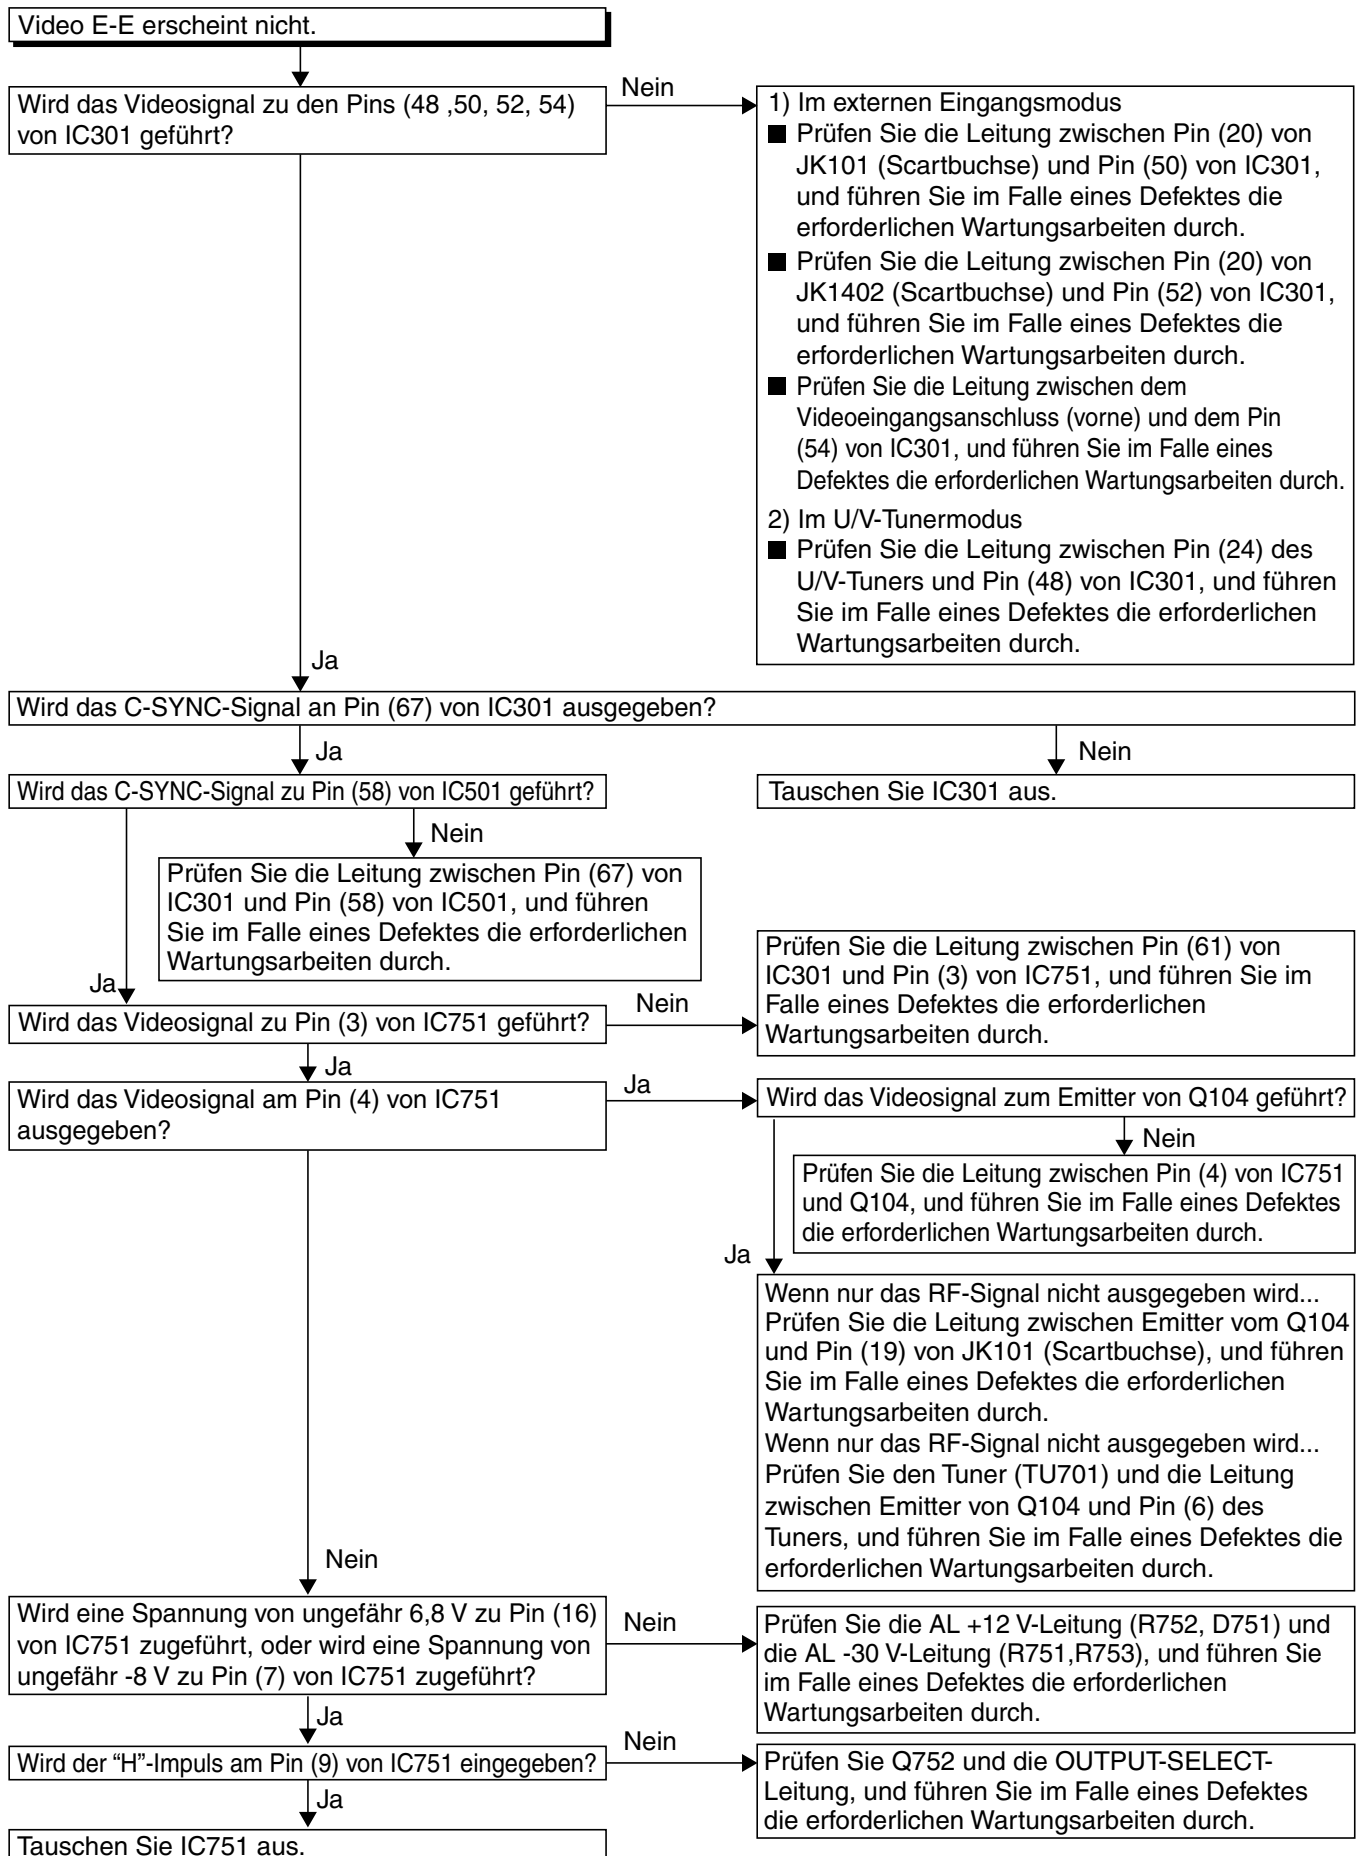 Video E-E erscheint nicht.
Wird das Videosignal zu den Pins (48 ,50, 52, 54)
von IC301 geführt?
Nein
1) Im externen Eingangsmodus
■ Prüfen Sie die Leitung zwischen Pin (20) von
JK101 (Scartbuchse) und Pin (50) von IC301,
und führen Sie im Falle eines Defektes die
erforderlichen Wartungsarbeiten durch.
■ Prüfen Sie die Leitung zwischen Pin (20) von
JK1402 (Scartbuchse) und Pin (52) von IC301,
und führen Sie im Falle eines Defektes die
erforderlichen Wartungsarbeiten durch.
■ Prüfen Sie die Leitung zwischen dem
Videoeingangsanschluss (vorne) und dem Pin
(54) von IC301, und führen Sie im Falle eines
Defektes die erforderlichen Wartungsarbeiten durch.
2) Im U/V-Tunermodus
■ Prüfen Sie die Leitung zwischen Pin (24) des
U/V-Tuners und Pin (48) von IC301, und führen
Sie im Falle eines Defektes die erforderlichen
Wartungsarbeiten durch.
Ja
Wird das C-SYNC-Signal an Pin (67) von IC301 ausgegeben?
Ja
Nein
Wird das C-SYNC-Signal zu Pin (58) von IC501 geführt?
Tauschen Sie IC301 aus.
Nein
Prüfen Sie die Leitung zwischen Pin (67) von
IC301 und Pin (58) von IC501, und führen
Sie im Falle eines Defektes die erforderlichen
Wartungsarbeiten durch.
Ja
Wird das Videosignal zu Pin (3) von IC751 geführt?
Nein
Prüfen Sie die Leitung zwischen Pin (61) von
IC301 und Pin (3) von IC751, und führen Sie im
Falle eines Defektes die erforderlichen
Wartungsarbeiten durch.
Ja
Wird das Videosignal am Pin (4) von IC751
ausgegeben?
Ja
Wird das Videosignal zum Emitter von Q104 geführt?
Nein
Prüfen Sie die Leitung zwischen Pin (4) von IC751
und Q104, und führen Sie im Falle eines Defektes
die erforderlichen Wartungsarbeiten durch.
Ja
Wenn nur das RF-Signal nicht ausgegeben wird...
Prüfen Sie die Leitung zwischen Emitter vom Q104
und Pin (19) von JK101 (Scartbuchse), und führen
Sie im Falle eines Defektes die erforderlichen
Wartungsarbeiten durch.
Wenn nur das RF-Signal nicht ausgegeben wird...
Prüfen Sie den Tuner (TU701) und die Leitung
zwischen Emitter von Q104 und Pin (6) des
Tuners, und führen Sie im Falle eines Defektes die
erforderlichen Wartungsarbeiten durch.
Nein
Wird eine Spannung von ungefähr 6,8 V zu Pin (16)
von IC751 zugeführt, oder wird eine Spannung von
ungefähr -8 V zu Pin (7) von IC751 zugeführt?
Nein
Prüfen Sie die AL +12 V-Leitung (R752, D751) und
die AL -30 V-Leitung (R751,R753), und führen Sie
im Falle eines Defektes die erforderlichen
Wartungsarbeiten durch.
Ja
Wird der “H”-Impuls am Pin (9) von IC751 eingegeben?
Nein
Prüfen Sie Q752 und die OUTPUT-SELECT-
Leitung, und führen Sie im Falle eines Defektes
die erforderlichen Wartungsarbeiten durch.
Ja
Tauschen Sie IC751 aus.